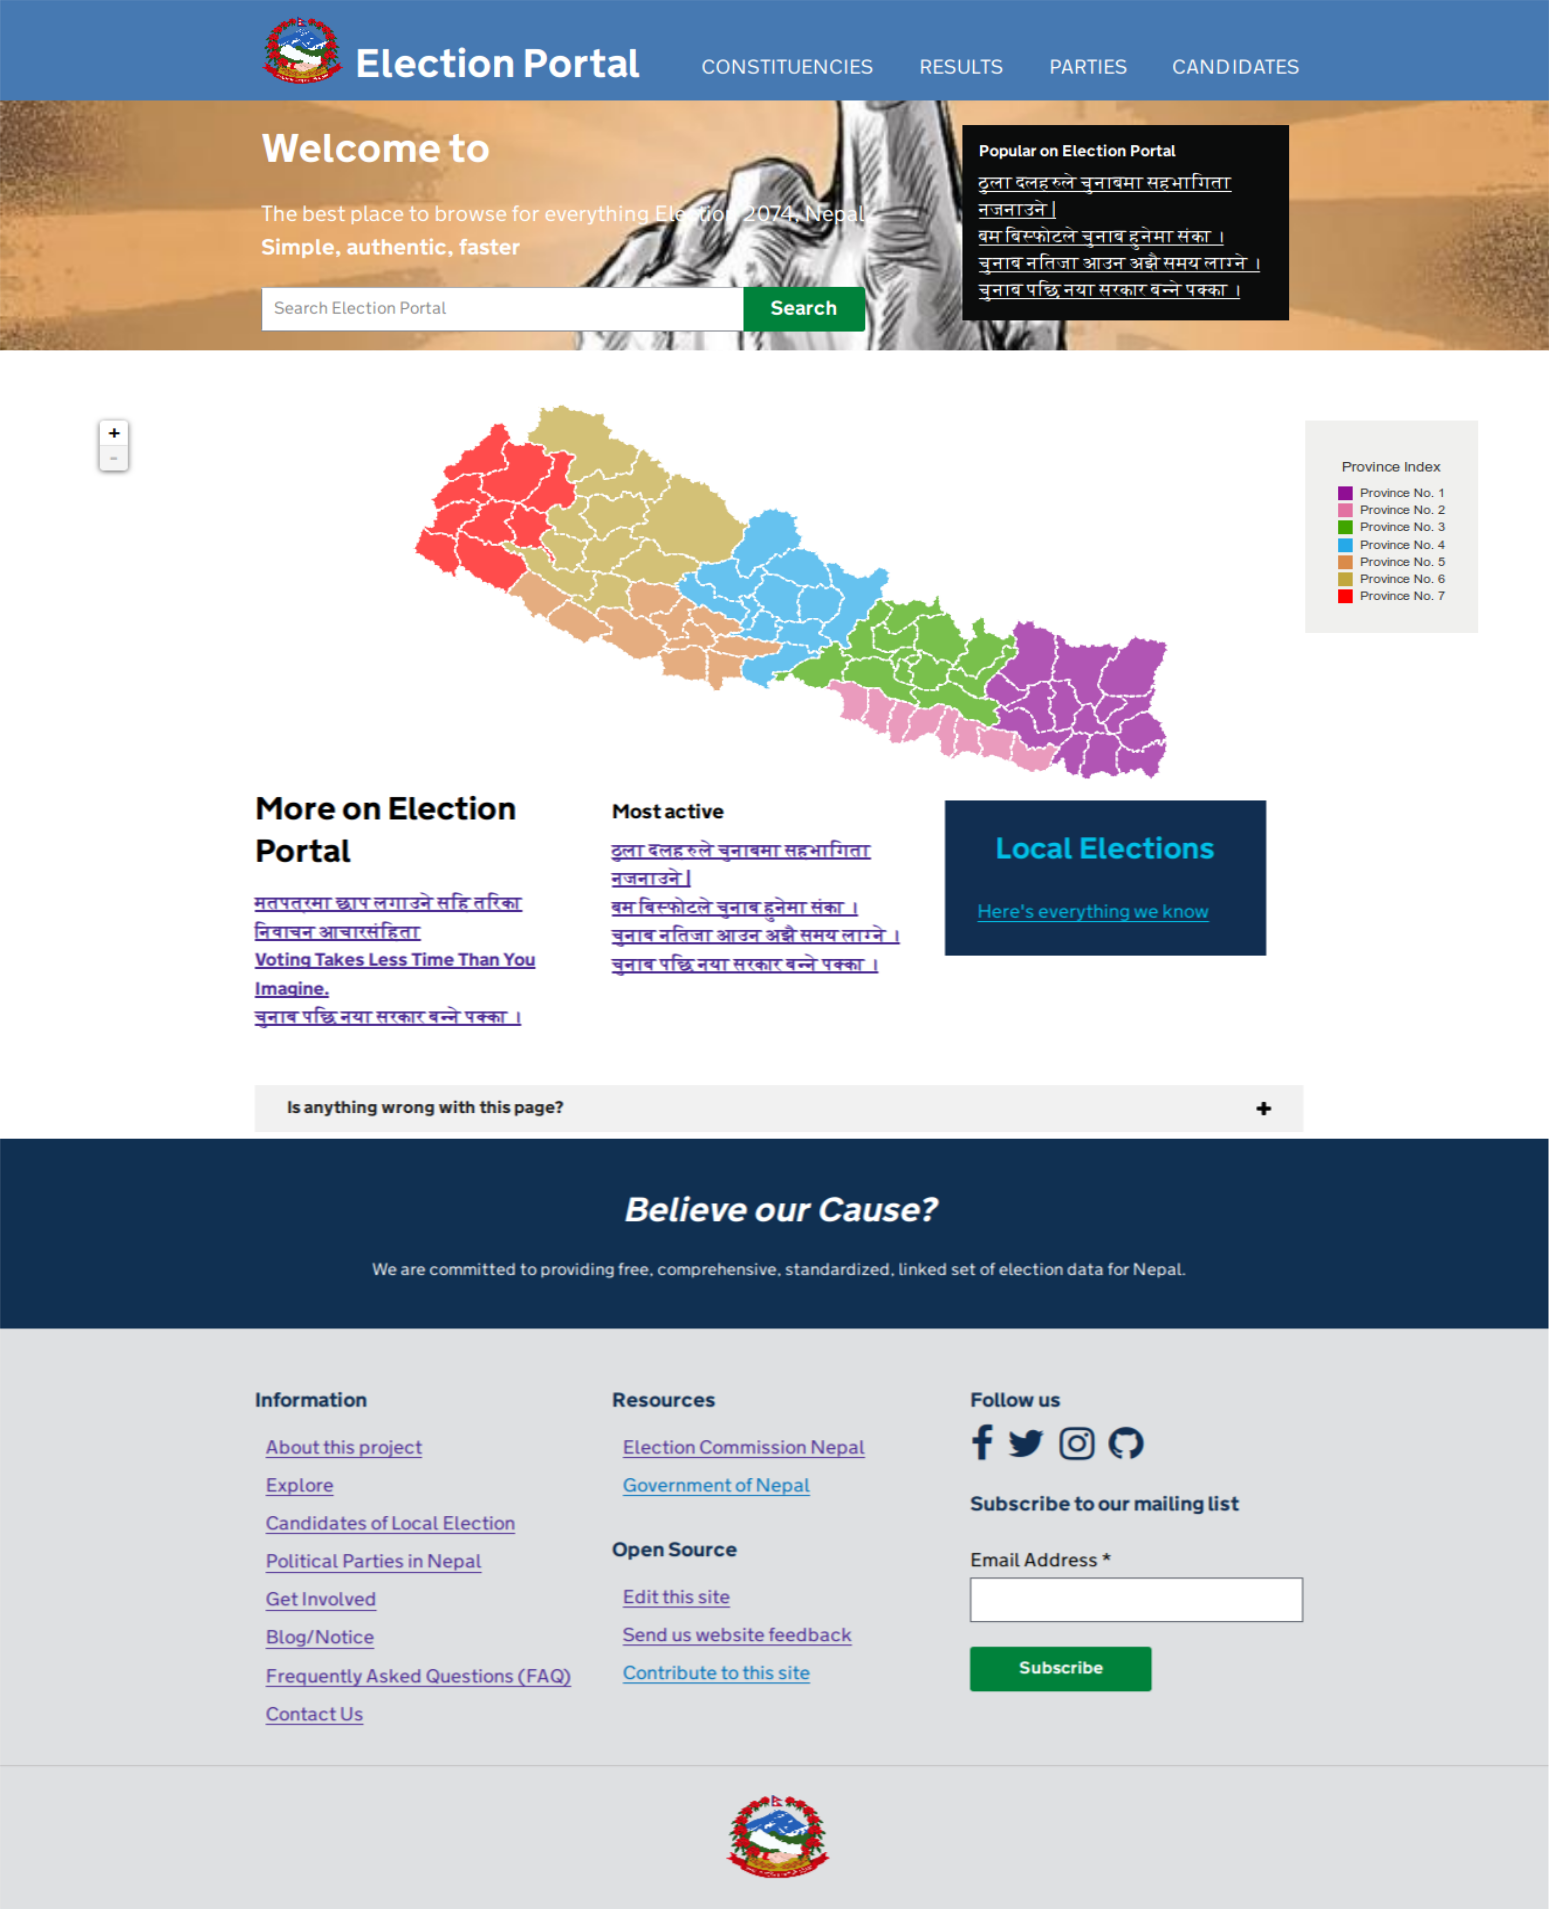 Election Portal
CONSTITUENCIES RESULTS PARTIES CANDIDATES
Welcome to
The best place to browse for everything Election 2074, Nepal.
Simple, authentic, faster
Search Election Portal
Search
Popular on Election Portal
ठुला दलहरुले चुनाबमा सहभागिता
नजनाउने |
बम बिस्फोटले चुनाब हुनेमा संका ।
चुनाब नतिजा आउन अझै समय लाग्ने ।
चुनाब पछि नया सरकार बन्ने पक्का ।
+
-
Province Index
Province No. 1
Province No. 2
Province No. 3
Province No. 4
Province No. 5
Province No. 6
Province No. 7
More on Election
Portal
मतपत्रमा छाप लगाउने सहि तरिका
निवाचन आचारसंहिता
Voting Takes Less Time Than You
Imagine.
चुनाब पछि नया सरकार बन्ने पक्का ।
Most active
ठुला दलहरुले चुनाबमा सहभागिता
नजनाउने |
बम बिस्फोटले चुनाब हुनेमा संका ।
चुनाब नतिजा आउन अझै समय लाग्ने ।
चुनाब पछि नया सरकार बन्ने पक्का ।
Local Elections
Here's everything we know
Is anything wrong with this page?
+
Believe our Cause?
We are committed to providing free, comprehensive, standardized, linked set of election data for Nepal.
Information
About this project
Explore
Candidates of Local Election
Political Parties in Nepal
Get Involved
Blog/Notice
Frequently Asked Questions (FAQ)
Contact Us
Resources
Election Commission Nepal
Government of Nepal
Open Source
Edit this site
Send us website feedback
Contribute to this site
Follow us
Subscribe to our mailing list
Email Address *
Subscribe